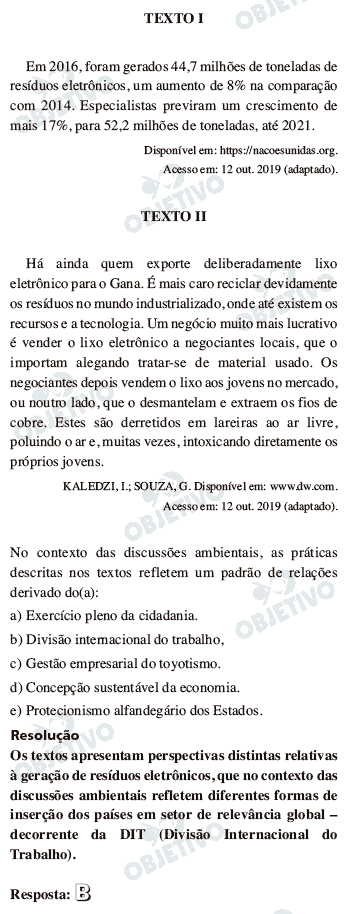 TEXTO I
Em 2016, foram gerados 44,7 milhões de toneladas de
resíduos eletrônicos, um aumento de 8% na comparação
com 2014. Especialistas previram um crescimento de
mais 17%, para 52,2 milhões de toneladas, até 2021.
Disponível em: https://nacoesunidas.org.
Acesso em: 12 out. 2019 (adaptado).
TEXTO II
Há ainda quem exporte deliberadamente lixo
eletrônico para o Gana. É mais caro reciclar devidamente
os resíduos no mundo industrializado, onde até existem os
recursos e a tecnologia. Um negócio muito mais lucrativo
é vender o lixo eletrônico a negociantes locais, que o
importam alegando tratar-se de material usado. Os
negociantes depois vendem o lixo aos jovens no mercado,
ou noutro lado, que o desmantelam e extraem os fios de
cobre. Estes são derretidos em lareiras ao ar livre,
poluindo o ar e, muitas vezes, intoxicando diretamente os
próprios jovens.
KALEDZI, I.; SOUZA, G. Disponível em: www.dw.com.
Acesso em: 12 out. 2019 (adaptado).
No contexto das discussões ambientais, as práticas
descritas nos textos refletem um padrão de relações
derivado do(a):
a) Exercício pleno da cidadania.
b) Divisão internacional do trabalho,
c) Gestão empresarial do toyotismo.
d) Concepção sustentável da economia.
e) Protecionismo alfandegário dos Estados.
Resolução
Os textos apresentam perspectivas distintas relativas
à geração de resíduos eletrônicos, que no contexto das
discussões ambientais refletem diferentes formas de
inserção dos países em setor de relevância global –
decorrente da DIT (Divisão Internacional do
Trabalho).
Resposta: B
OBJETIVO
OBJETIVO
OBJETIVO
OBJETIVO
OBJETIVO
OBJETIVO
OBJETIVO
OBJETIVO
OBJETIVO